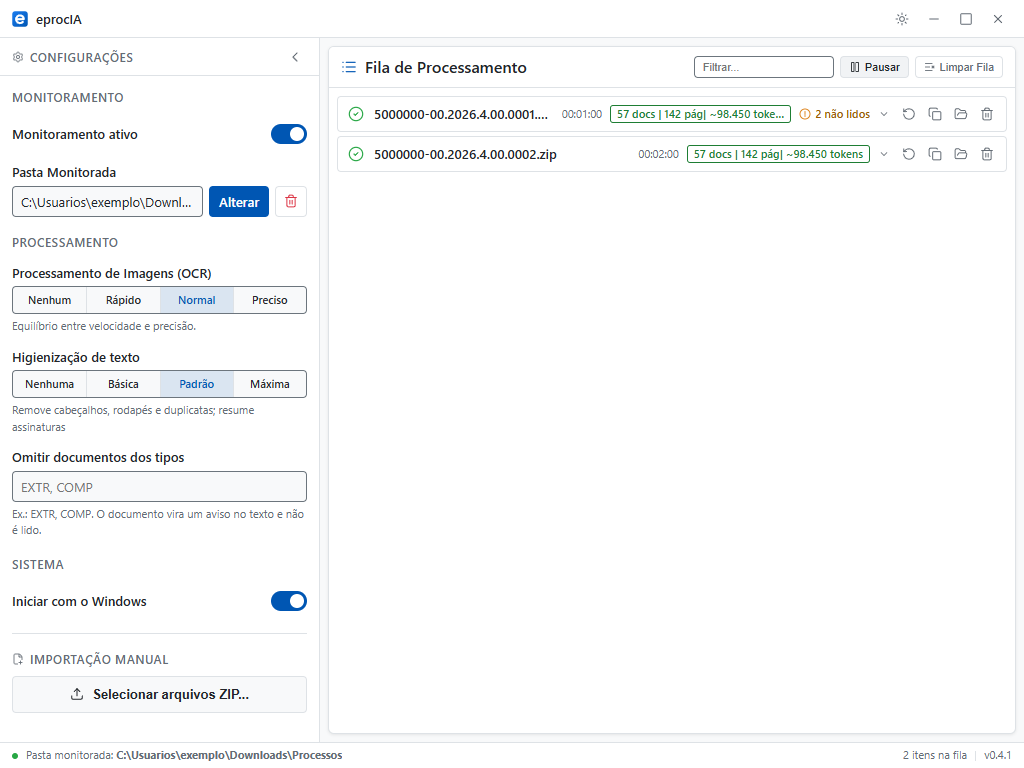 eprocIA
CONFIGURAÇÕES
MONITORAMENTO
Monitoramento ativo
Pasta Monitorada
C:\Usuarios\exemplo\Downl...
Alterar
PROCESSAMENTO
Processamento de Imagens (OCR)
Nenhum Rápido Normal Preciso
Equilíbrio entre velocidade e precisão.
Higienização de texto
Nenhuma Básica Padrão Máxima
Remove cabeçalhos, rodapés e duplicatas; resume
assinaturas
Omitir documentos dos tipos
EXTR, COMP
Ex.: EXTR, COMP. O documento vira um aviso no texto e não
é lido.
SISTEMA
Iniciar com o Windows
IMPORTAÇÃO MANUAL
Selecionar arquivos ZIP...
Fila de Processamento
Filtrar...
Pausar
Limpar Fila
5000000-00.2026.4.00.0001.... 00:01:00 57 docs | 142 pág| ~98.450 toke... 2 não lidos
5000000-00.2026.4.00.0002.zip 00:02:00 57 docs | 142 pág| ~98.450 tokens
Pasta monitorada: C:\Usuarios\exemplo\Downloads\Processos
2 itens na fila
v0.4.1